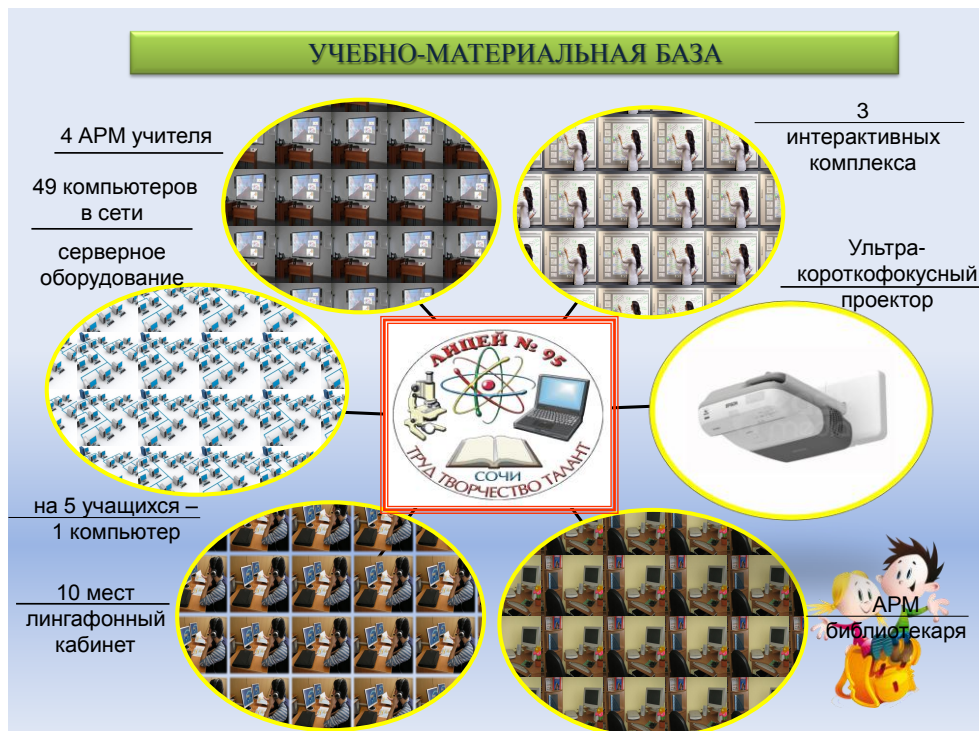 УЧЕБНО-МАТЕРИАЛЬНАЯ БАЗА
4 АРМ учителя
49 компьютеров
в сети
серверное
оборудование
3
интерактивных
комплекса
Ультра-
короткофокусный
проектор
ЛИЦЕЙ № 95
СОЧИ
ТРУД ТВОРЧЕСТВО ТАЛАНТ
на 5 учащихся –
1 компьютер
10 мест
лингафонный
кабинет
АРМ
библиотекаря